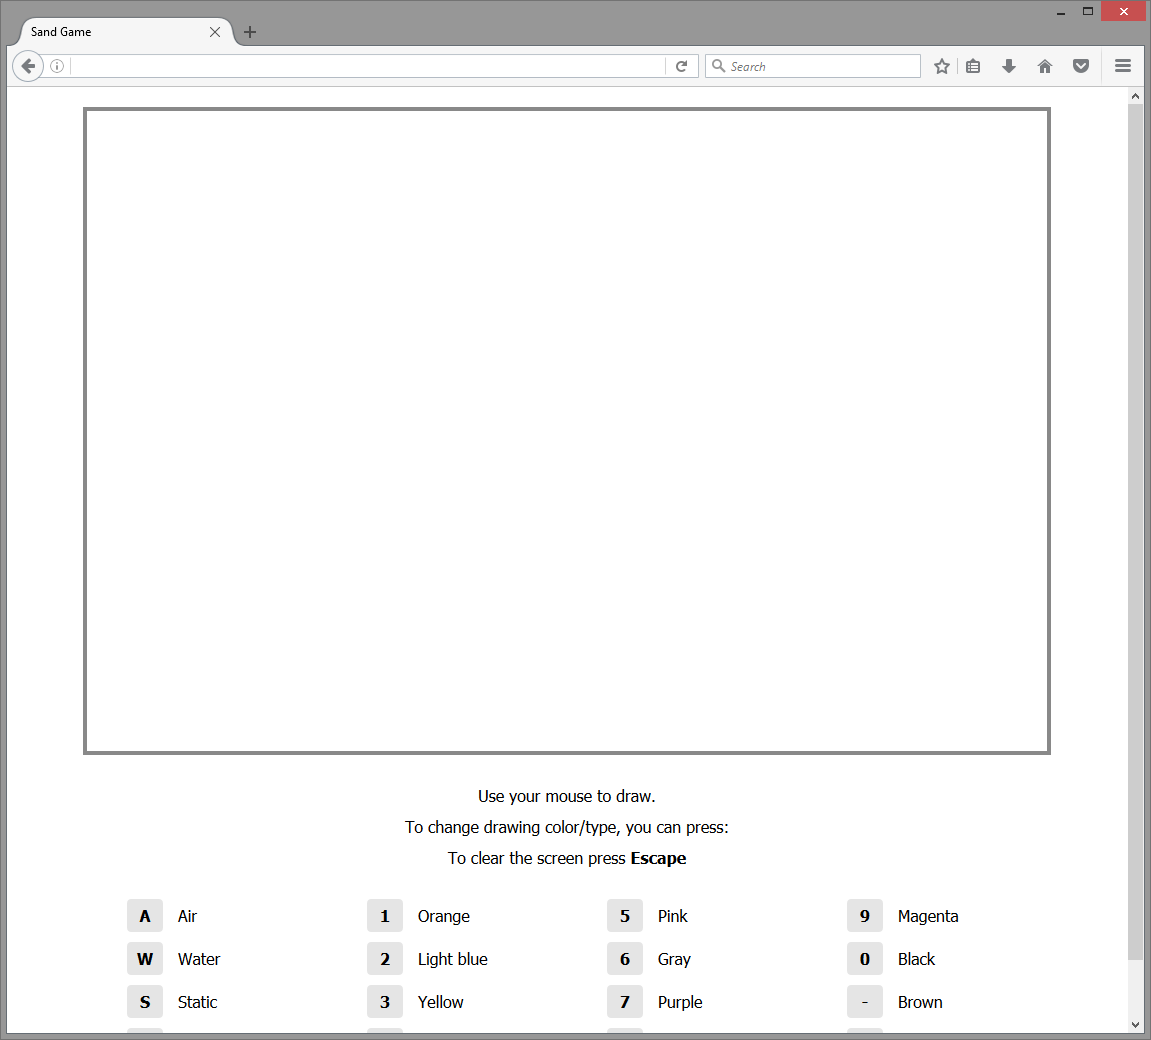 Sand Game
Search
Use your mouse to draw.
To change drawing color/type, you can press:
To clear the screen press Escape
A Air 1 Orange 5 Pink 9 Magenta
W Water 2 Light blue 6 Gray 0 Black
S Static 3 Yellow 7 Purple - Brown